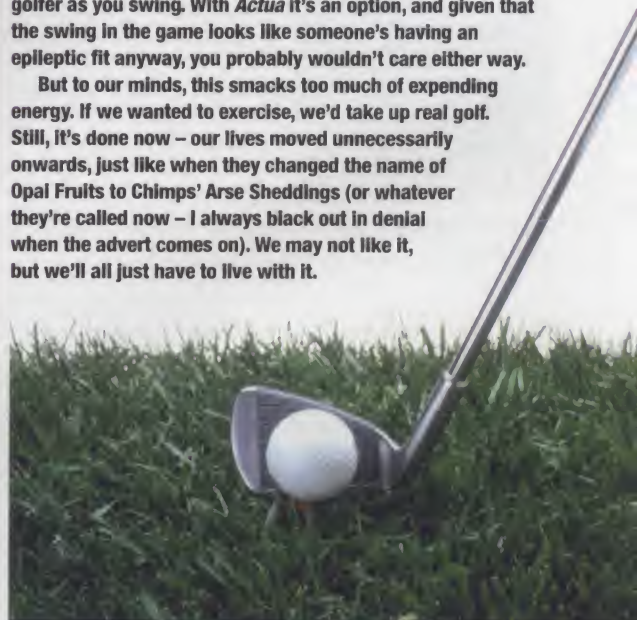 golfer as you swing. With Actua it's an option, and given that
the swing in the game looks like someone's having an
epileptic fit anyway, you probably wouldn't care either way.
But to our minds, this smacks too much of expending
energy. If we wanted to exercise, we'd take up real golf.
Still, it's done now – our lives moved unnecessarily
onwards, just like when they changed the name of
Opal Fruits to Chimps' Arse Sheddings (or whatever
they're called now – I always black out in denial
when the advert comes on). We may not like it,
but we'll all just have to live with it.